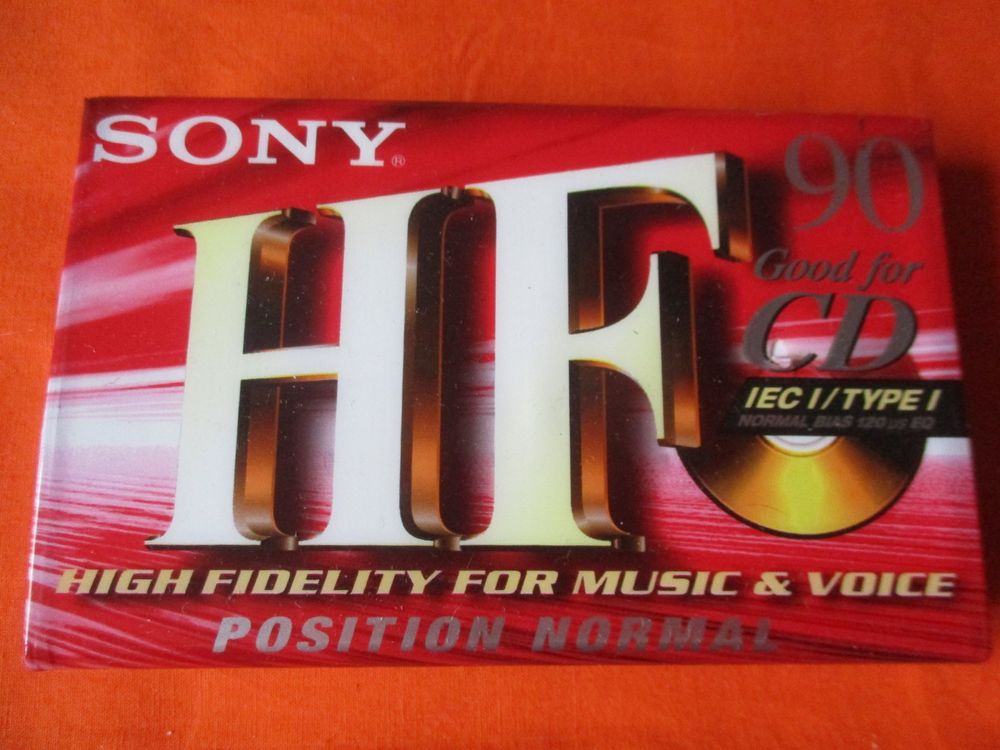 SONY®
HF
90
Good for
CD
IEC I / TYPE I
NORMAL BIAS 120 µs EQ
HIGH FIDELITY FOR MUSIC & VOICE
POSITION NORMAL